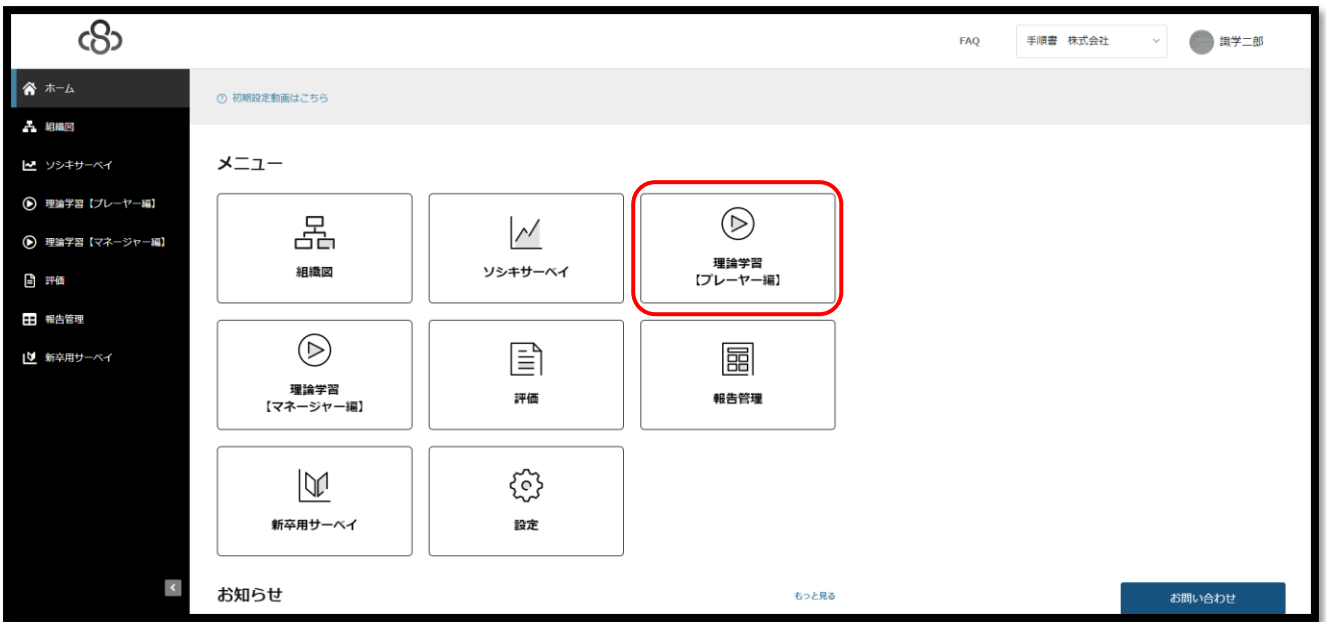 FAQ
手順書 株式会社
識学二郎
ホーム
組織図
ソシキサーベイ
理論学習【プレーヤー編】
理論学習【マネージャー編】
評価
報告管理
新卒用サーベイ
初期設定動画はこちら
メニュー
組織図
ソシキサーベイ
理論学習
【プレーヤー編】
理論学習
【マネージャー編】
評価
報告管理
新卒用サーベイ
設定
お知らせ
もっと見る
お問い合わせ